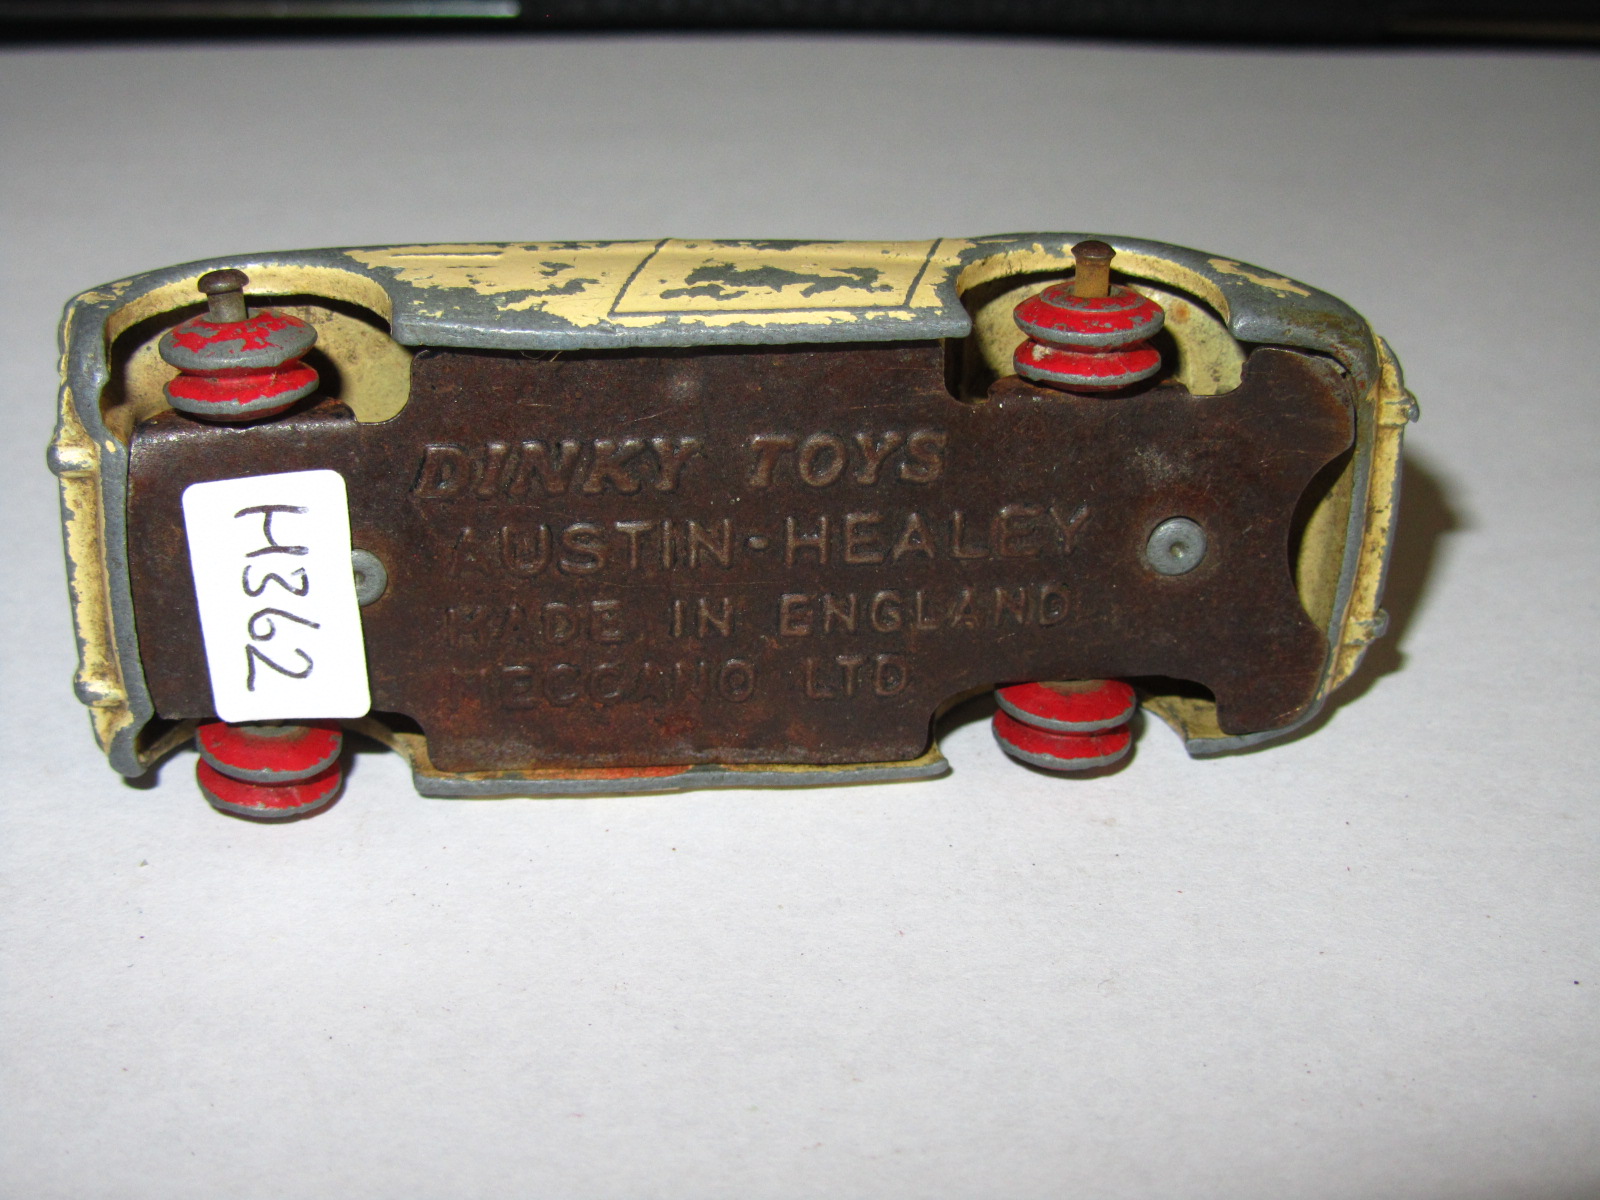 DINKY TOYS
AUSTIN-HEALEY
MADE IN ENGLAND
MECCANO LTD
H362